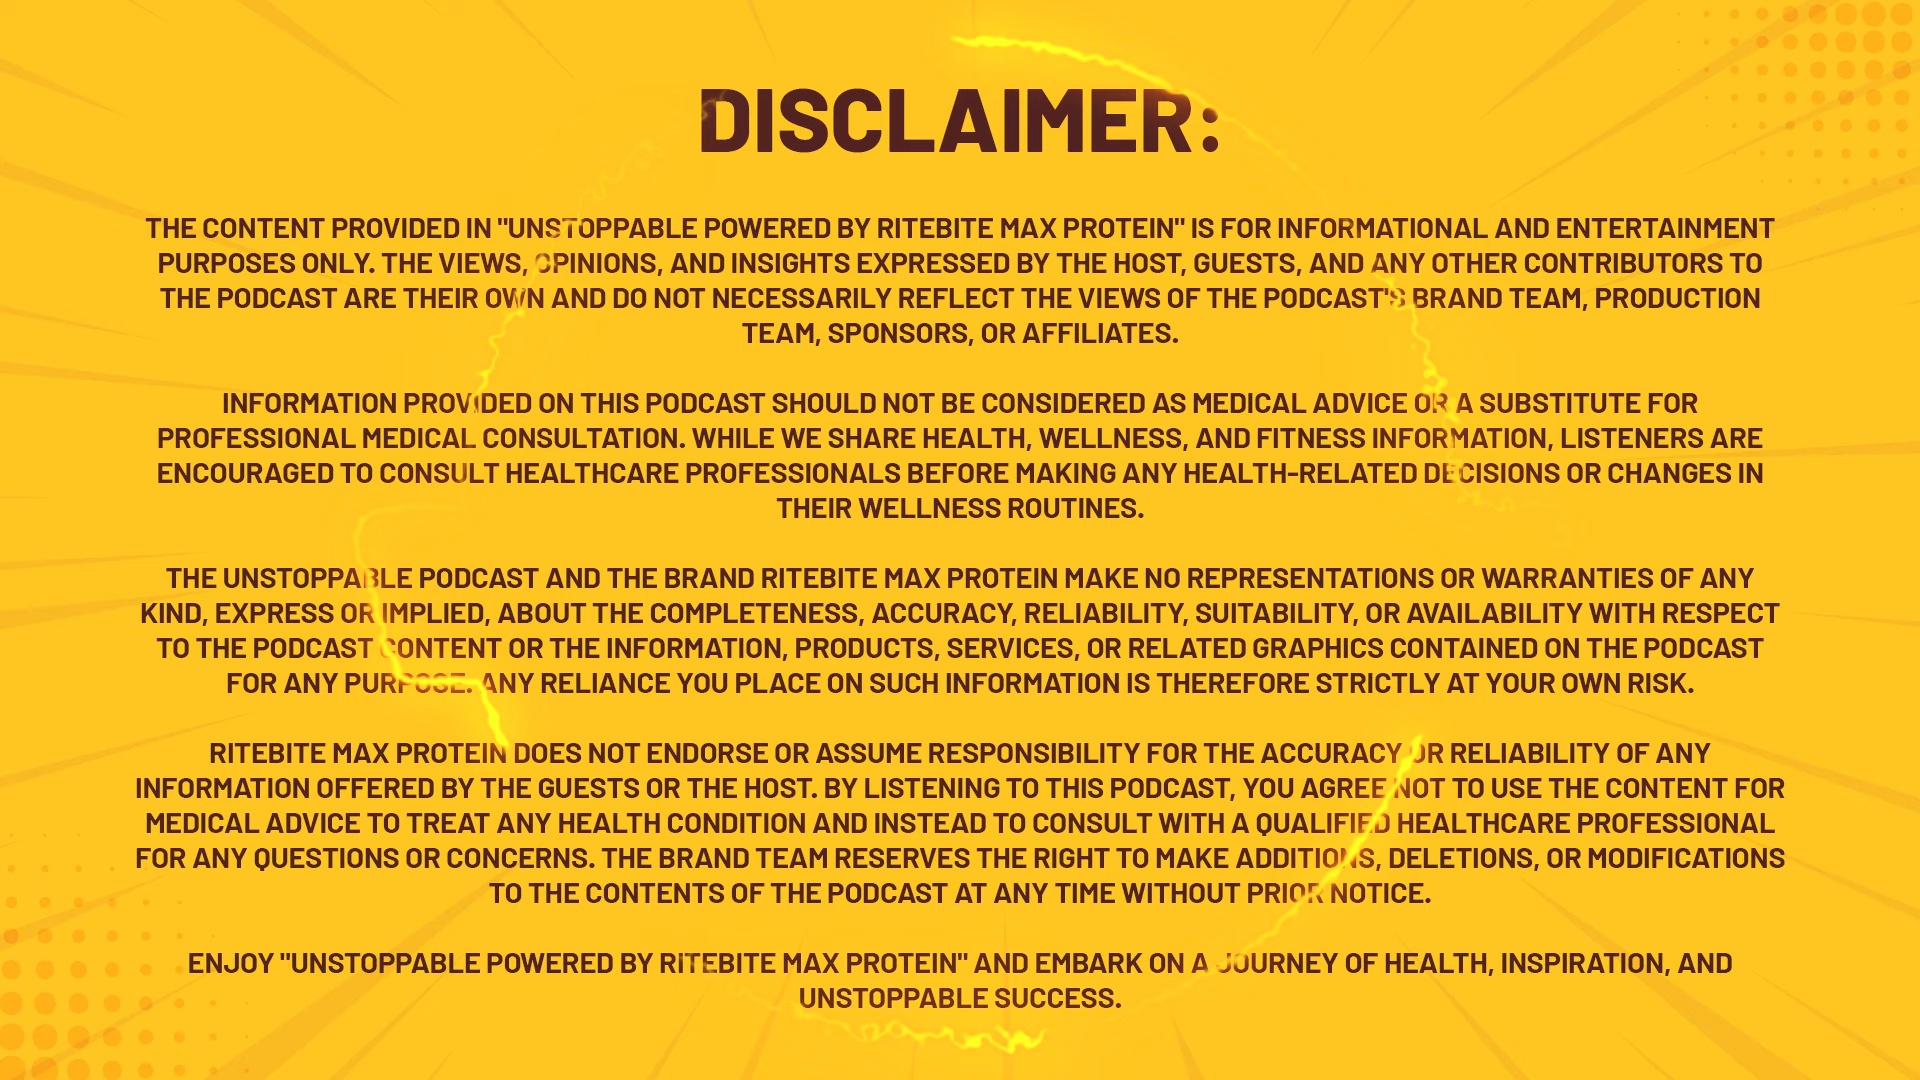 DISCLAIMER:
THE CONTENT PROVIDED IN "UNSTOPPABLE POWERED BY RITEBITE MAX PROTEIN" IS FOR INFORMATIONAL AND ENTERTAINMENT
PURPOSES ONLY. THE VIEWS, OPINIONS, AND INSIGHTS EXPRESSED BY THE HOST, GUESTS, AND ANY OTHER CONTRIBUTORS TO
THE PODCAST ARE THEIR OWN AND DO NOT NECESSARILY REFLECT THE VIEWS OF THE PODCAST'S BRAND TEAM, PRODUCTION
TEAM, SPONSORS, OR AFFILIATES.
INFORMATION PROVIDED ON THIS PODCAST SHOULD NOT BE CONSIDERED AS MEDICAL ADVICE OR A SUBSTITUTE FOR
PROFESSIONAL MEDICAL CONSULTATION. WHILE WE SHARE HEALTH, WELLNESS, AND FITNESS INFORMATION, LISTENERS ARE
ENCOURAGED TO CONSULT HEALTHCARE PROFESSIONALS BEFORE MAKING ANY HEALTH-RELATED DECISIONS OR CHANGES IN
THEIR WELLNESS ROUTINES.
THE UNSTOPPABLE PODCAST AND THE BRAND RITEBITE MAX PROTEIN MAKE NO REPRESENTATIONS OR WARRANTIES OF ANY
KIND, EXPRESS OR IMPLIED, ABOUT THE COMPLETENESS, ACCURACY, RELIABILITY, SUITABILITY, OR AVAILABILITY WITH RESPECT
TO THE PODCAST CONTENT OR THE INFORMATION, PRODUCTS, SERVICES, OR RELATED GRAPHICS CONTAINED ON THE PODCAST
FOR ANY PURPOSE. ANY RELIANCE YOU PLACE ON SUCH INFORMATION IS THEREFORE STRICTLY AT YOUR OWN RISK.
RITEBITE MAX PROTEIN DOES NOT ENDORSE OR ASSUME RESPONSIBILITY FOR THE ACCURACY OR RELIABILITY OF ANY
INFORMATION OFFERED BY THE GUESTS OR THE HOST. BY LISTENING TO THIS PODCAST, YOU AGREE NOT TO USE THE CONTENT FOR
MEDICAL ADVICE TO TREAT ANY HEALTH CONDITION AND INSTEAD TO CONSULT WITH A QUALIFIED HEALTHCARE PROFESSIONAL
FOR ANY QUESTIONS OR CONCERNS. THE BRAND TEAM RESERVES THE RIGHT TO MAKE ADDITIONS, DELETIONS, OR MODIFICATIONS
TO THE CONTENTS OF THE PODCAST AT ANY TIME WITHOUT PRIOR NOTICE.
ENJOY "UNSTOPPABLE POWERED BY RITEBITE MAX PROTEIN" AND EMBARK ON A JOURNEY OF HEALTH, INSPIRATION, AND
UNSTOPPABLE SUCCESS.